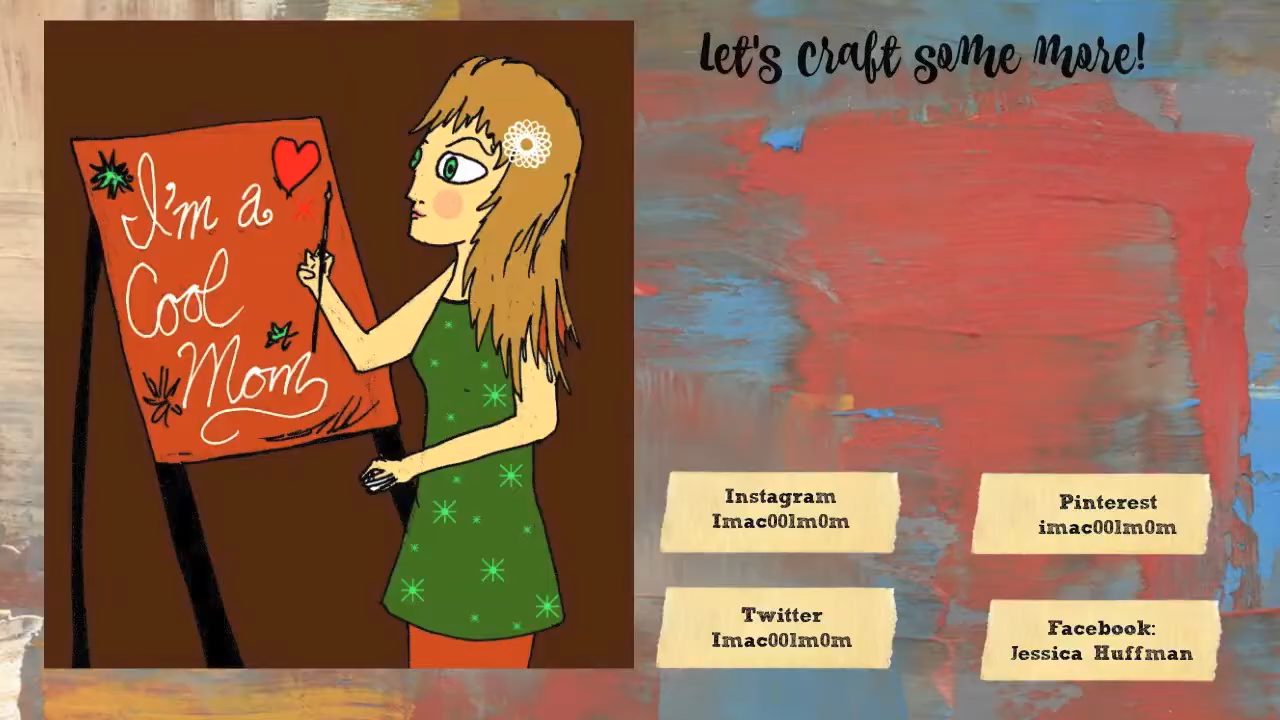 Let's craft some more!
I'm a
Cool
Mom
Instagram
Imac00lm0m
Pinterest
imac00lm0m
Twitter
Imac00lm0m
Facebook:
Jessica Huffman